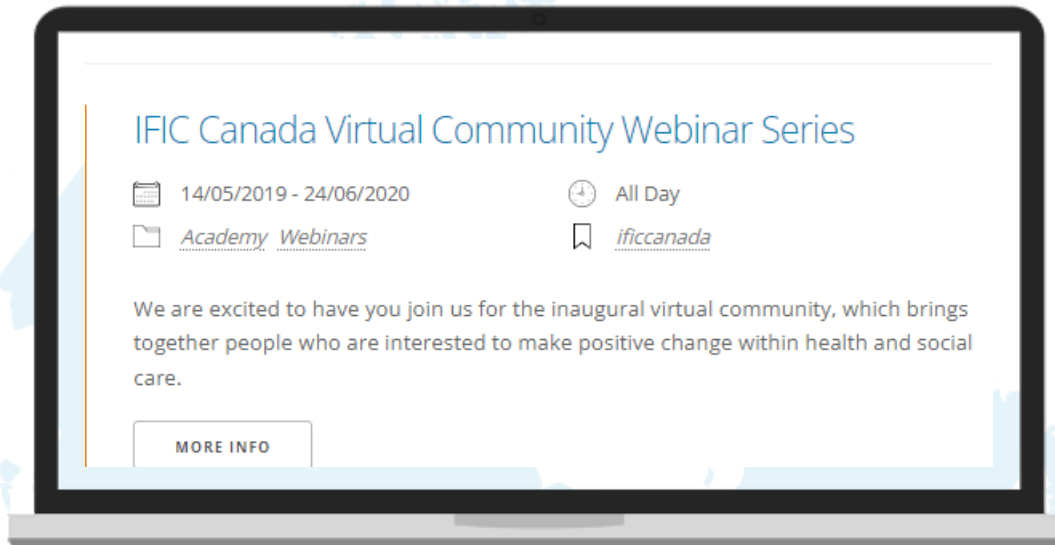 IFIC Canada Virtual Community Webinar Series
14/05/2019 - 24/06/2020
All Day
Academy Webinars
ificcanada
We are excited to have you join us for the inaugural virtual community, which brings
together people who are interested to make positive change within health and social
care.
MORE INFO